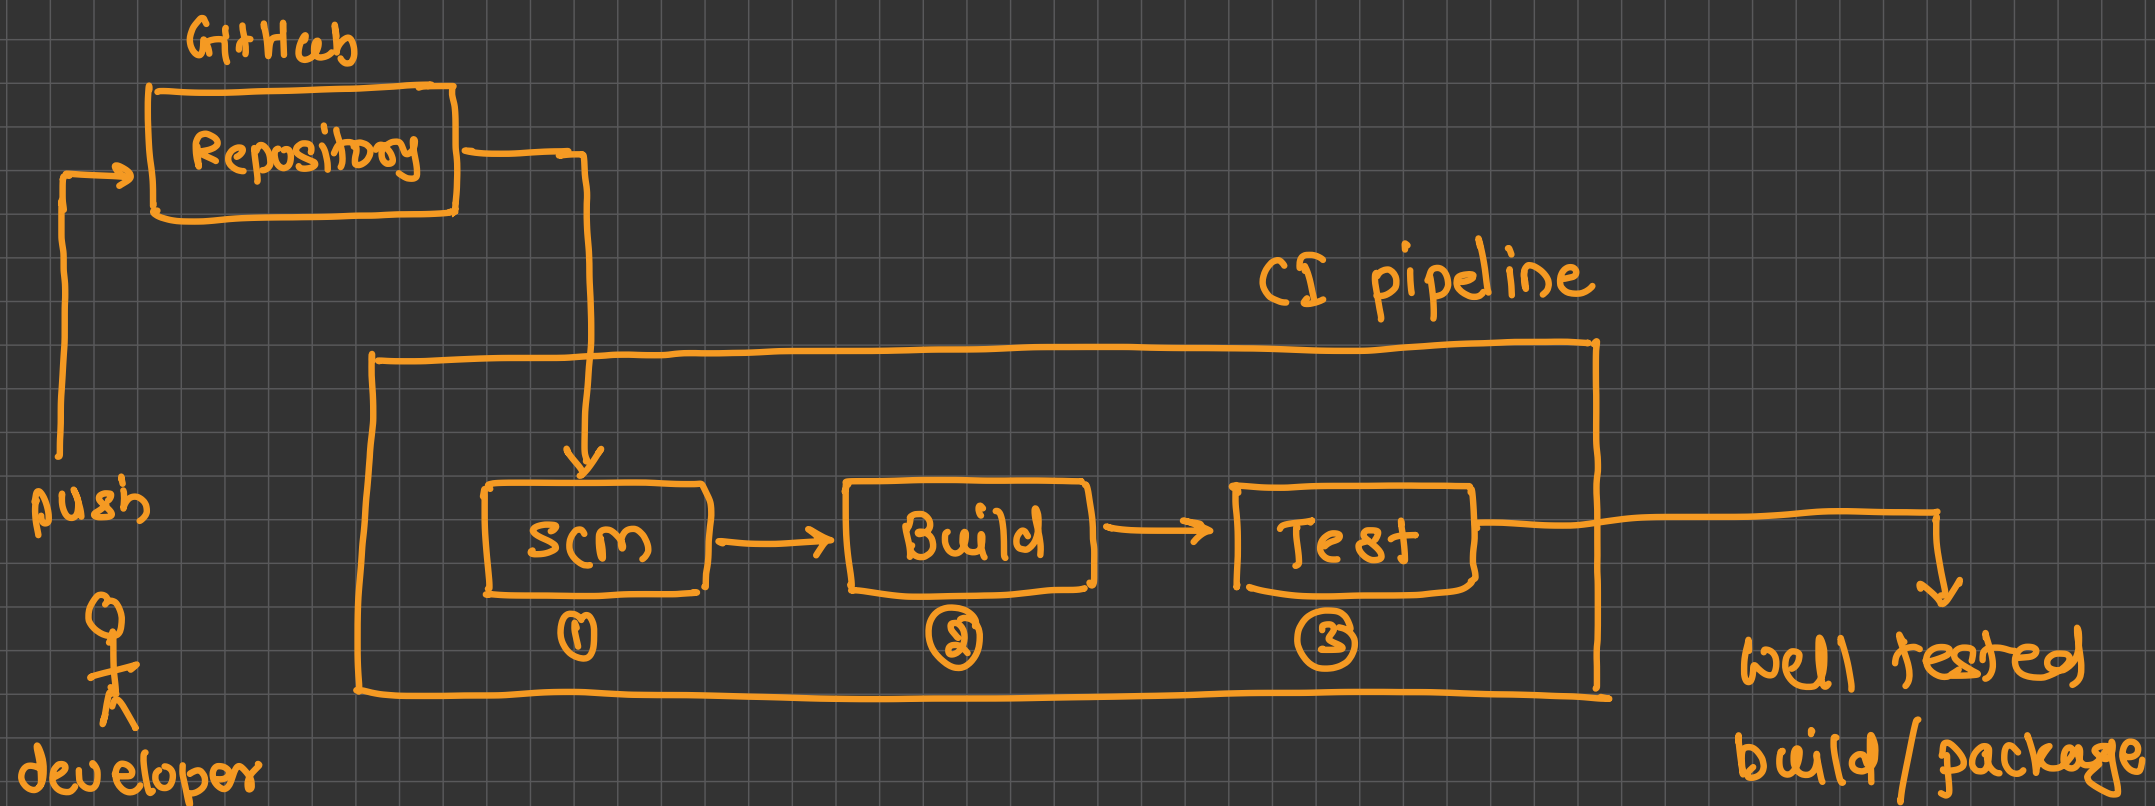 GitHub
Repository
CI pipeline
push
SCM
Build
Test
①
②
③
developer
well tested
build/package